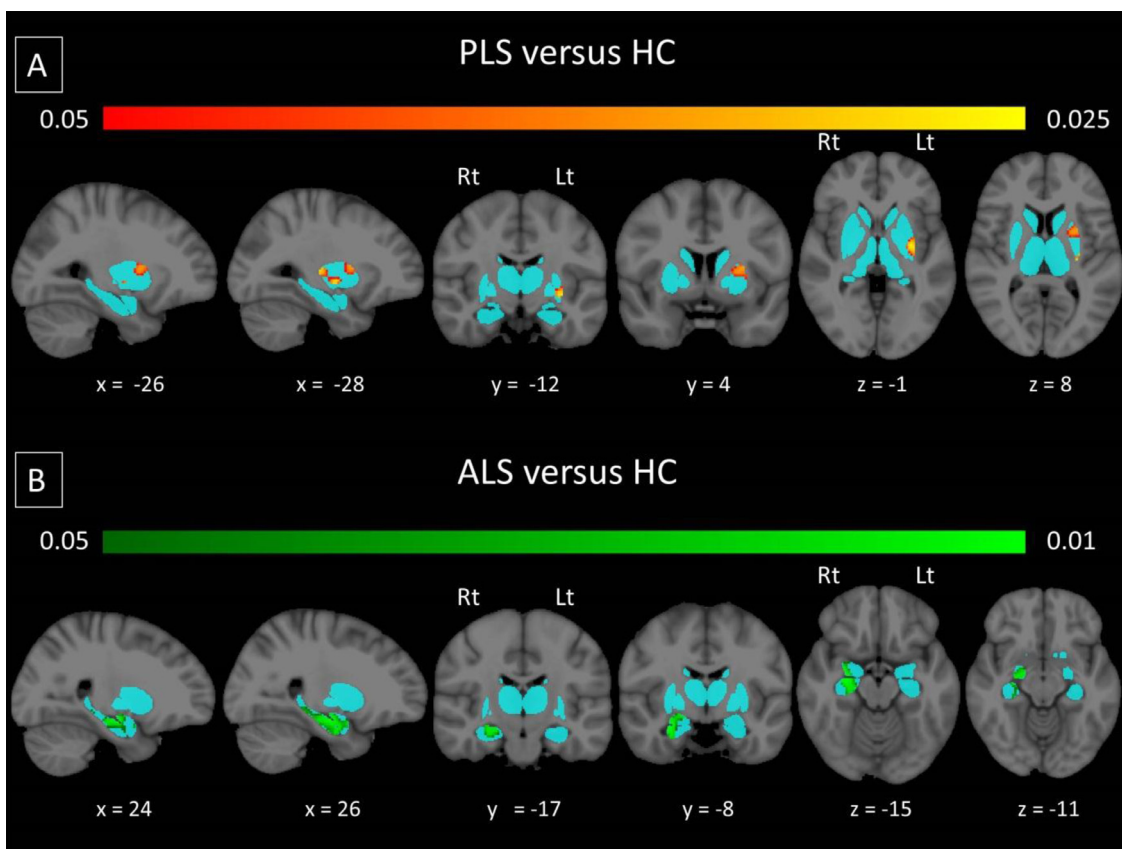 A
PLS versus HC
0.05
0.025
Rt Lt
Rt Lt
x = -26
x = -28
y = -12
y = 4
z = -1
z = 8
B
ALS versus HC
0.05
0.01
Rt Lt
Rt Lt
x = 24
x = 26
y = -17
y = -8
z = -15
z = -11